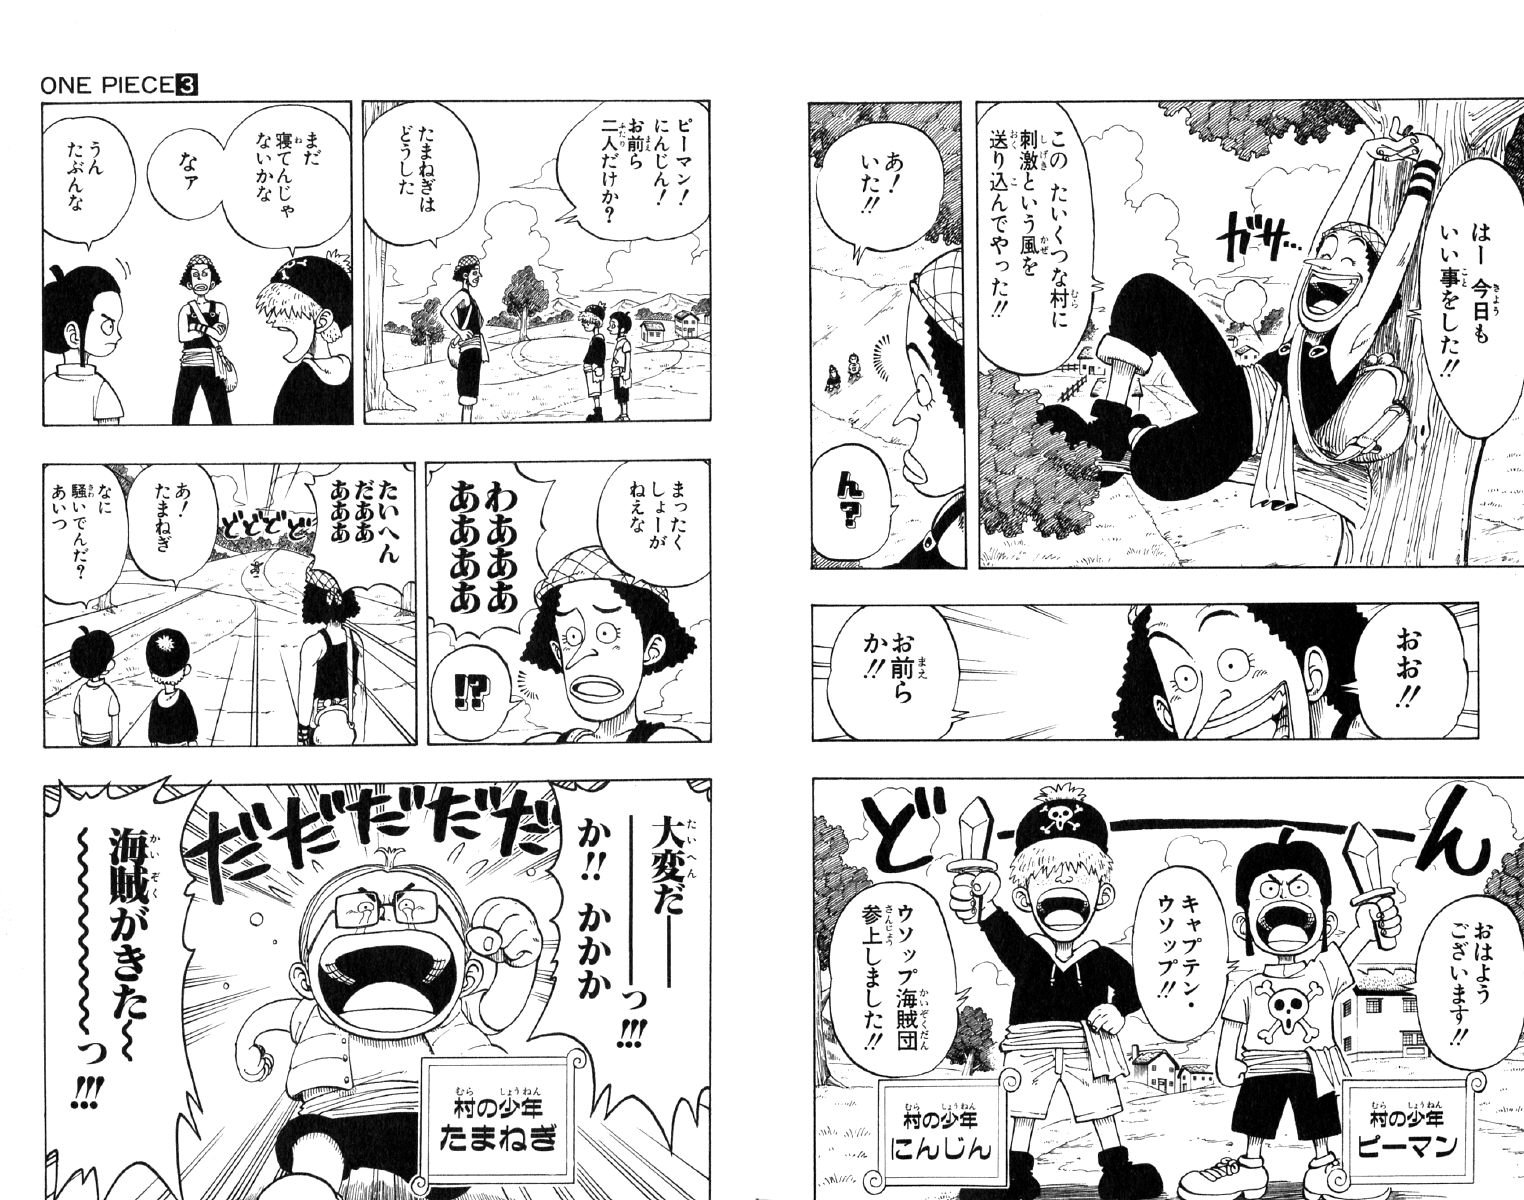 はー今日も
いい事をした!!
この たいくつな村に
刺激という風を
送り込んでやった!!
ガサ…
あ!
いた!!
ん?
おお!!
お前ら
か!!
おはよう
ございます!!
キャプテン・
ウソップ!!
ウソップ海賊団
参上しました!!
どーーん
村の少年
ピーマン
村の少年
にんじん
ONE PIECE 3
ピーマン!
にんじん!
お前ら
二人だけか?
たまねぎは
どうした
まだ
寝てんじゃ
ないかな
なァ
うん
たぶんな
まったく
しょーが
ねえな
わああああ
あああああ
!?
たいへん
だあああ
ああああ
どどどど
あ!
たまねぎ
なに
騒いでんだ?
あいつ
大変だ――
――――っ!!!
か!! かかか
だだだだだ
海賊がきた〜
〜〜〜〜〜っ!!!
村の少年
たまねぎ